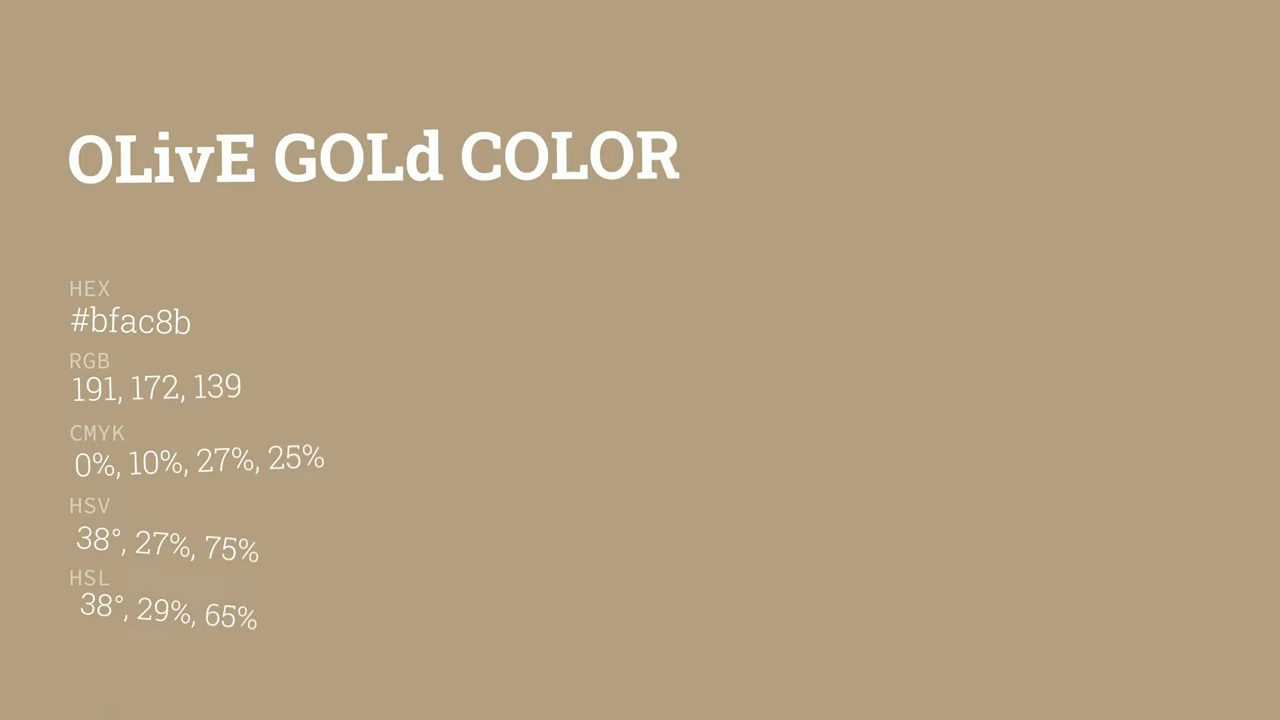 OLivE GOLd COLOR
HEX
#bfac8b
RGB
191, 172, 139
CMYK
0%, 10%, 27%, 25%
HSV
38°, 27%, 75%
HSL
38°, 29%, 65%